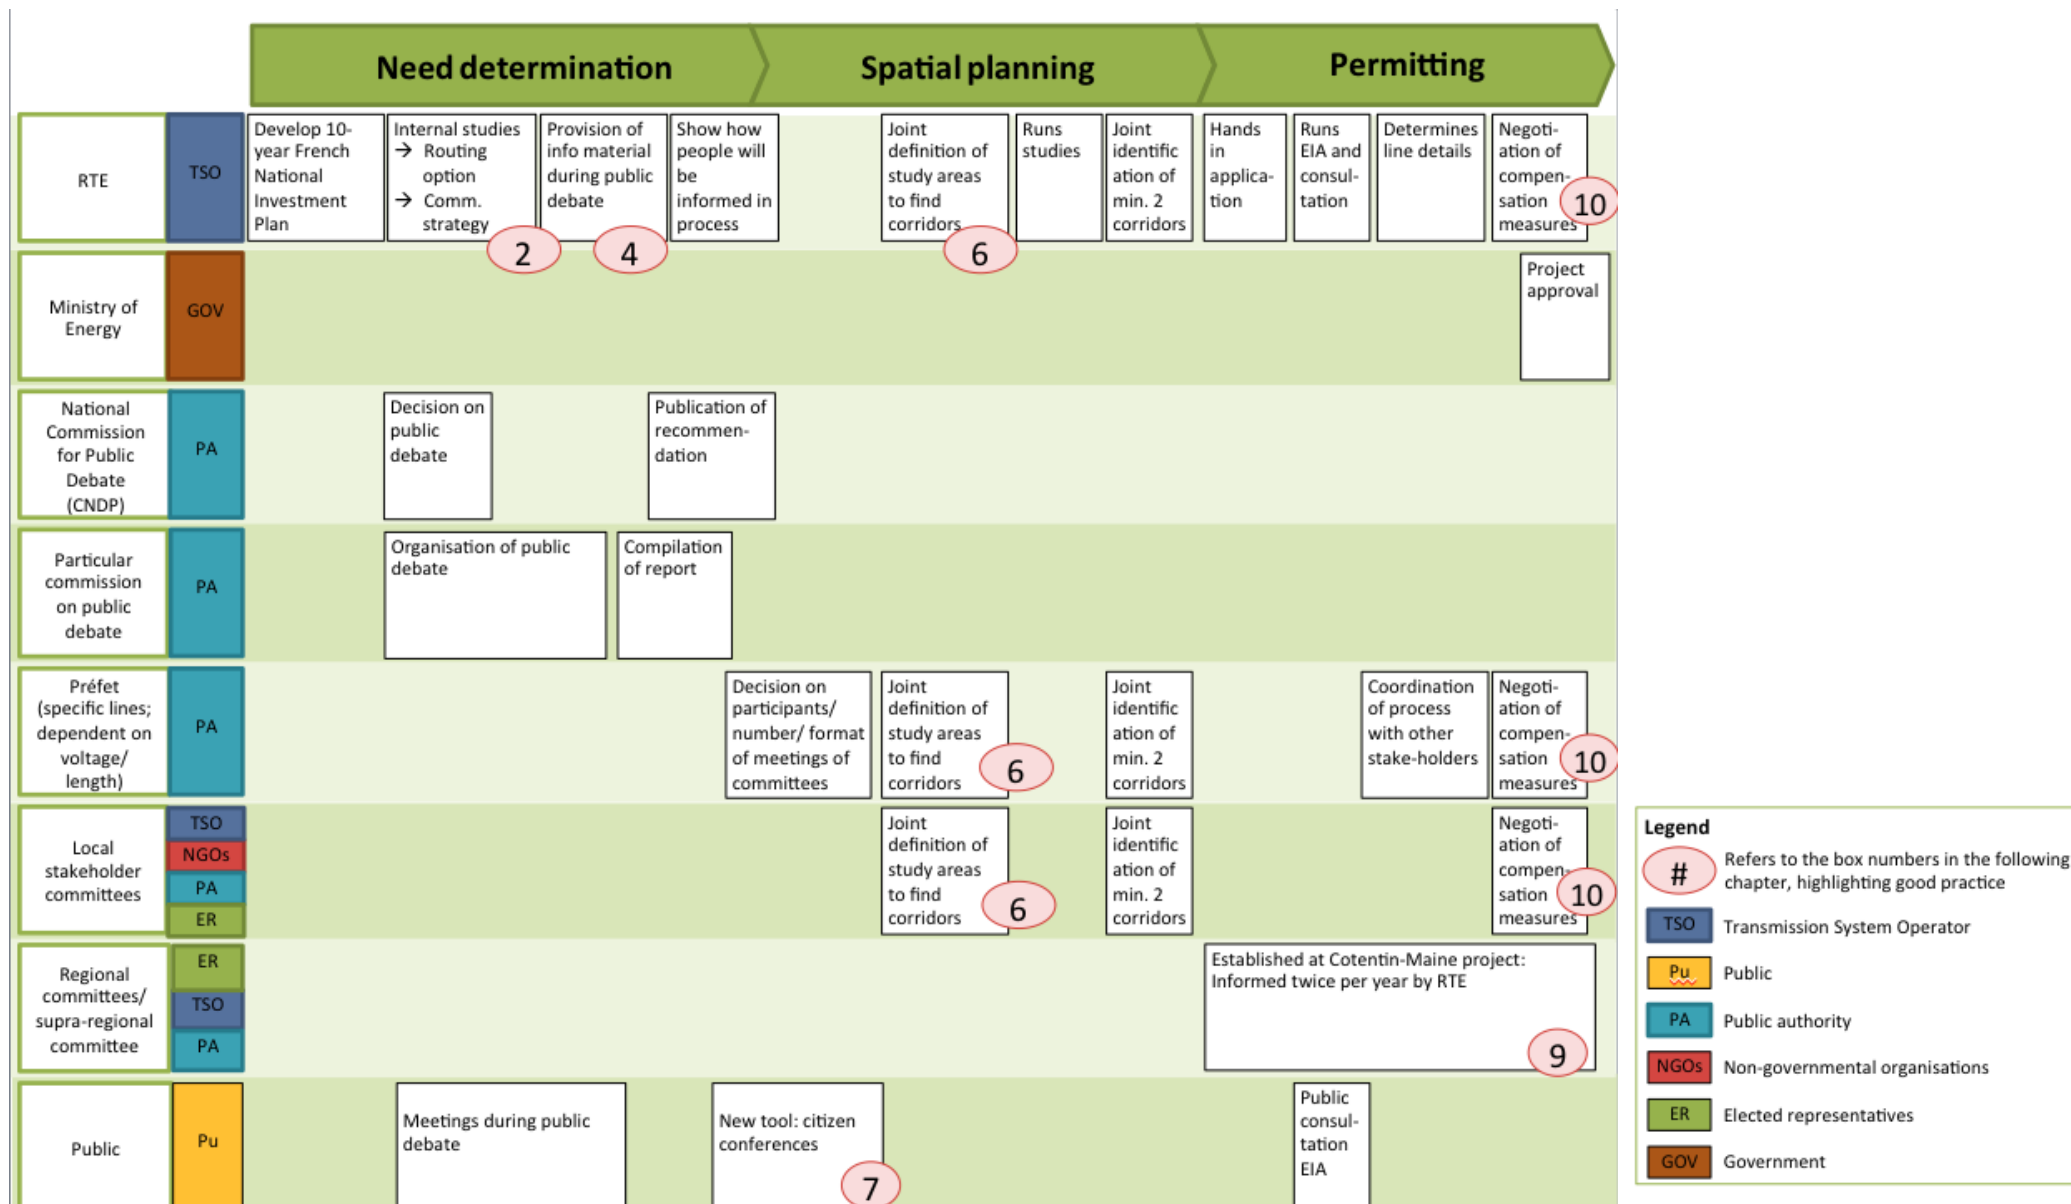 Need determination
Spatial planning
Permitting
RTE
TSO
Develop 10-
year French
National
Investment
Plan
Internal studies
→ Routing
option
→ Comm.
strategy
2
Provision of
info material
during public
debate
4
Show how
people will
be
informed in
process
Joint
definition of
study areas
to find
corridors
6
Runs
studies
Joint
identific
ation of
min. 2
corridors
Hands
in
applica-
tion
Runs
EIA and
consul-
tation
Determines
line details
Negoti-
ation of
compen-
sation
measures
10
Ministry of
Energy
GOV
Project
approval
National
Commission
for Public
Debate
(CNDP)
PA
Decision on
public
debate
Publication of
recommen-
dation
Particular
commission
on public
debate
PA
Organisation of public
debate
Compilation
of report
Préfet
(specific lines;
dependent on
voltage/
length)
PA
Decision on
participants/
number/ format
of meetings of
committees
Joint
definition of
study areas
to find
corridors
6
Joint
identific
ation of
min. 2
corridors
Coordination
of process
with other
stake-holders
Negoti-
ation of
compen-
sation
measures
10
Local
stakeholder
committees
TSO
NGOs
PA
ER
Joint
definition of
study areas
to find
corridors
6
Joint
identific
ation of
min. 2
corridors
Negoti-
ation of
compen-
sation
measures
10
Regional
committees/
supra-regional
committee
ER
TSO
PA
Established at Cotentin-Maine project:
Informed twice per year by RTE
9
Public
Pu
Meetings during public
debate
New tool: citizen
conferences
7
Public
consul-
tation
EIA
Legend
# Refers to the box numbers in the following
chapter, highlighting good practice
TSO Transmission System Operator
Pu Public
PA Public authority
NGOs Non-governmental organisations
ER Elected representatives
GOV Government